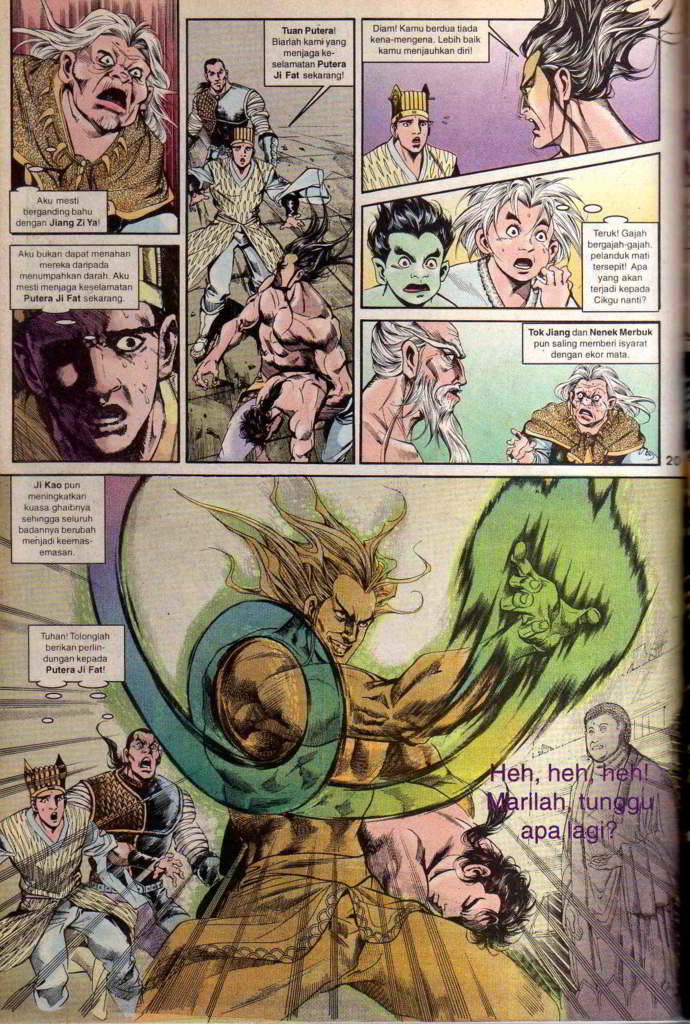 Aku mesti
berganding bahu
dengan Jiang Zi Ya!
Aku bukan dapat menahan
mereka daripada
menumpahkan darah. Aku
mesti menjaga keselamatan
Putera Ji Fat sekarang.
Tuan Putera!
Biarlah kami yang
menjaga ke-
selamatan Putera
Ji Fat sekarang!
Diam! Kamu berdua tiada
kena-mengena. Lebih baik
kamu menjauhkan diri!
Teruk! Gajah
bergajah-gajah,
pelanduk mati
tersepit! Apa
yang akan
terjadi kepada
Cikgu nanti?
Tok Jiang dan Nenek Merbuk
pun saling memberi isyarat
dengan ekor mata.
20
Ji Kao pun
meningkatkan
kuasa ghaibnya
sehingga seluruh
badannya berubah
menjadi keemas-
emasan.
Tuhan! Tolonglah
berikan perlin-
dungan kepada
Putera Ji Fat!
Heh, heh, heh!
Marilah, tunggu
apa lagi?